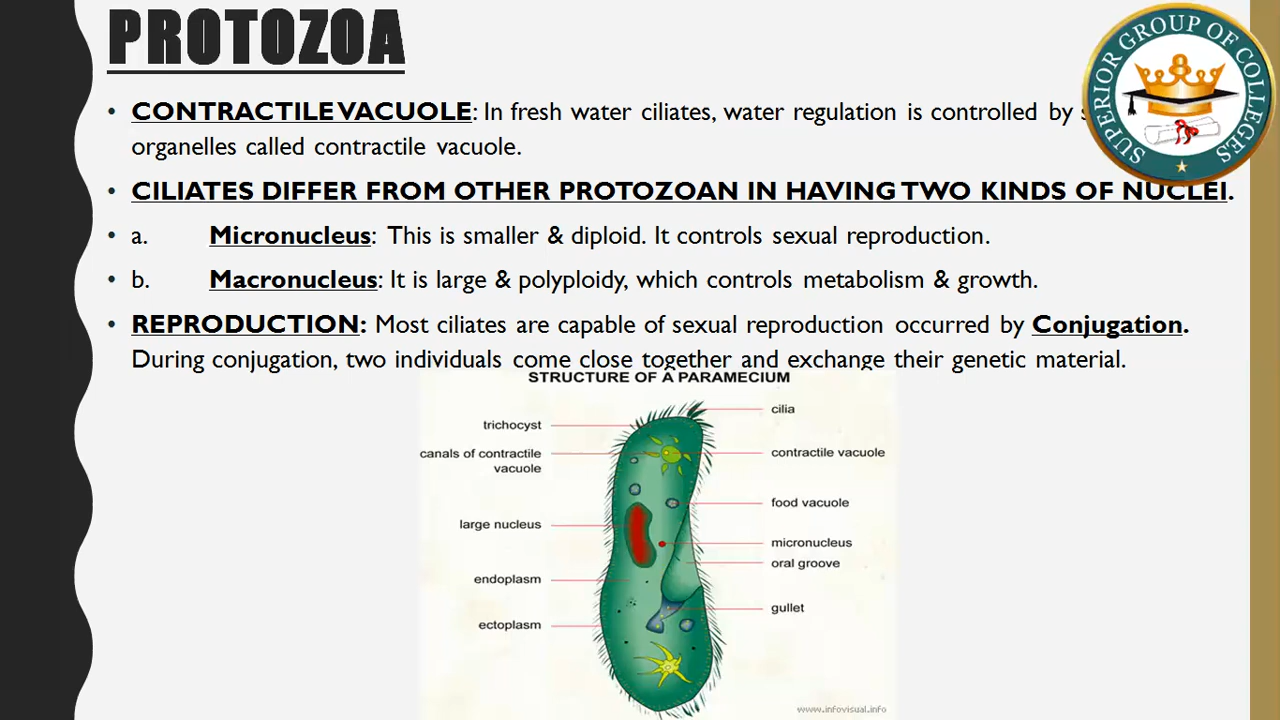 PROTOZOA
SUPERIOR GROUP OF COLLEGES
• CONTRACTILE VACUOLE: In fresh water ciliates, water regulation is controlled by
organelles called contractile vacuole.
• CILIATES DIFFER FROM OTHER PROTOZOAN IN HAVING TWO KINDS OF NUCLEI.
• a. Micronucleus: This is smaller & diploid. It controls sexual reproduction.
• b. Macronucleus: It is large & polyploidy, which controls metabolism & growth.
• REPRODUCTION: Most ciliates are capable of sexual reproduction occurred by Conjugation.
During conjugation, two individuals come close together and exchange their genetic material.
STRUCTURE OF A PARAMECIUM
cilia
trichocyst
canals of contractile
vacuole
contractile vacuole
food vacuole
large nucleus
micronucleus
oral groove
endoplasm
gullet
ectoplasm
www.infovisual.info